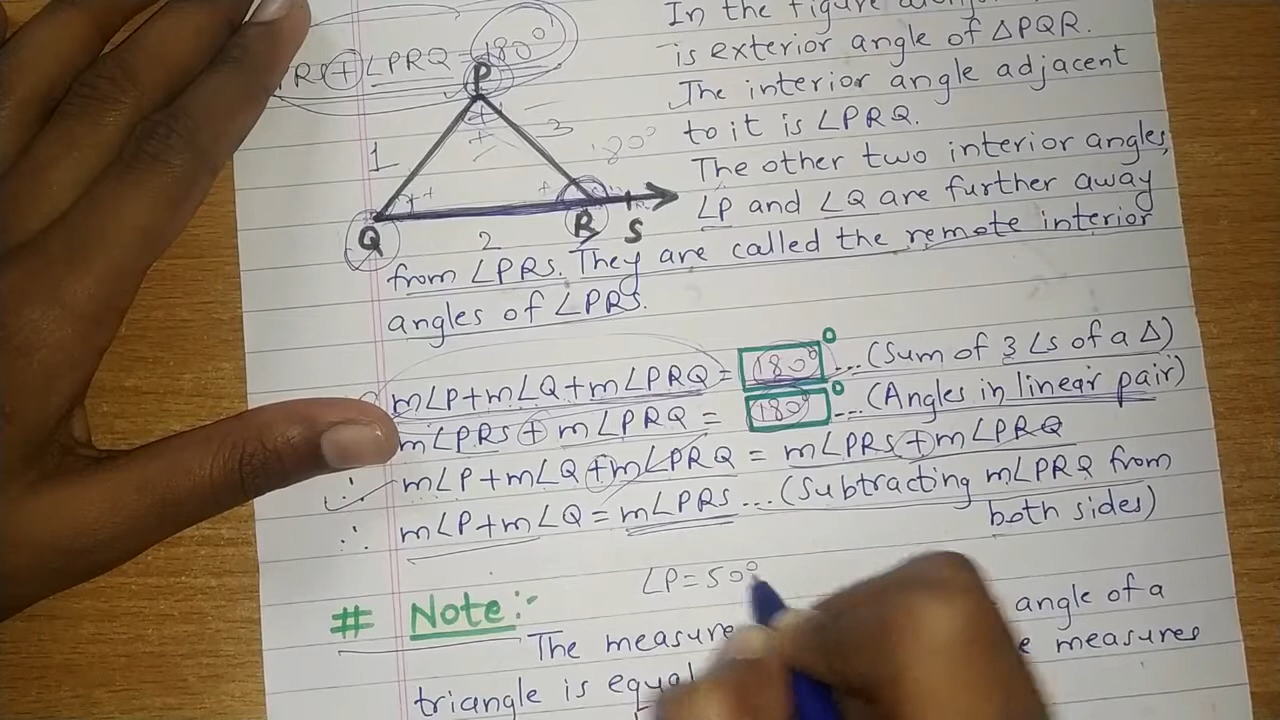 In the figure
RS + ∠PRQ = 180°
is exterior angle of △PQR.
P
The interior angle adjacent
to it is ∠PRQ.
1
3
180°
The other two interior angles,
∠P and ∠Q are further away
Q
2
R
S
from ∠PRS. They are called the remote interior
angles of ∠PRS.
m∠P+m∠Q+m∠PRQ = 180° ...(Sum of 3 ∠s of a △)
m∠PRS + m∠PRQ = 180° ...(Angles in linear pair)
∴ m∠P+m∠Q+m∠PRQ = m∠PRS+m∠PRQ
∴ m∠P+m∠Q = m∠PRS ...(Subtracting m∠PRQ from
both sides)
∠P=50°
# Note:-
The measure angle of a
triangle is equal measures